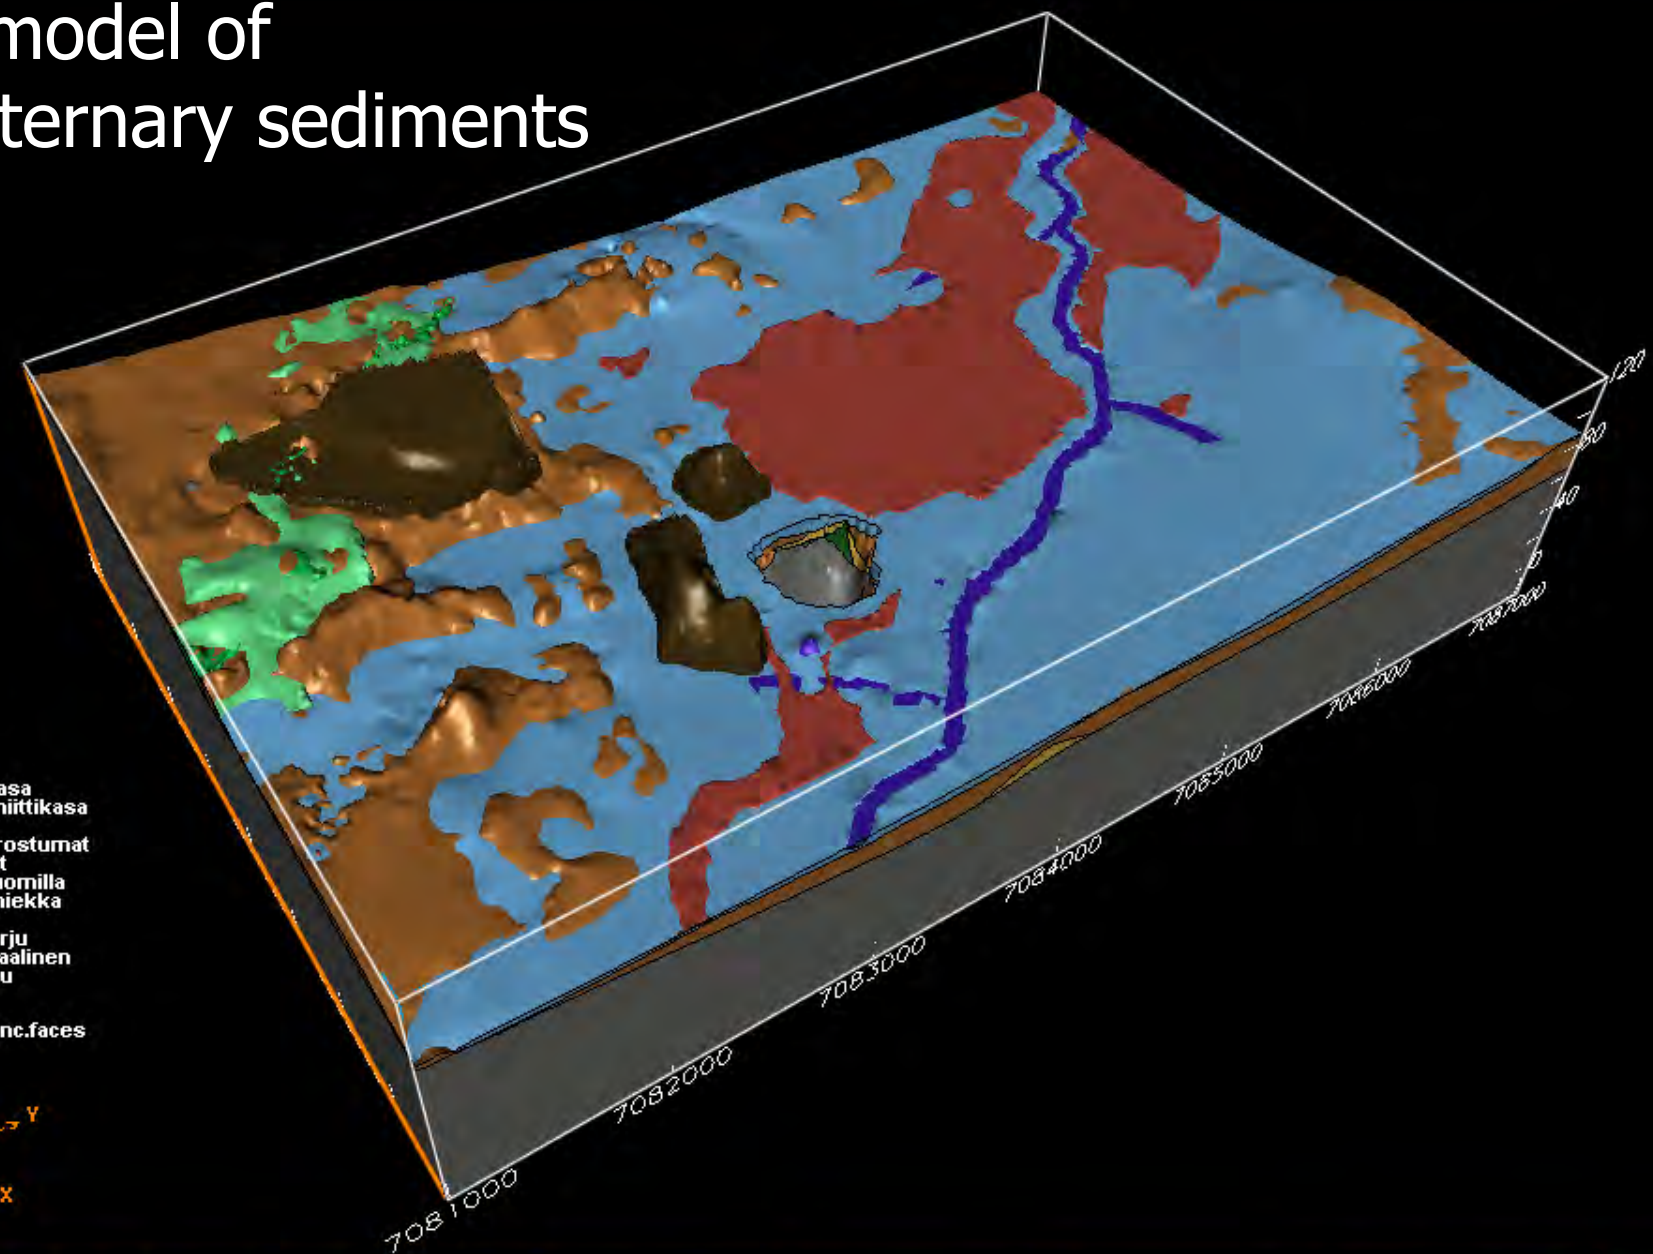 model of
ternary sediments
120
80
40
0
7087000
7086000
7085000
7084000
7083000
7082000
7081000
asa
niittikasa
rostumat
t
uomilla
niekka
rju
aalinen
u
nc.faces
Y
X